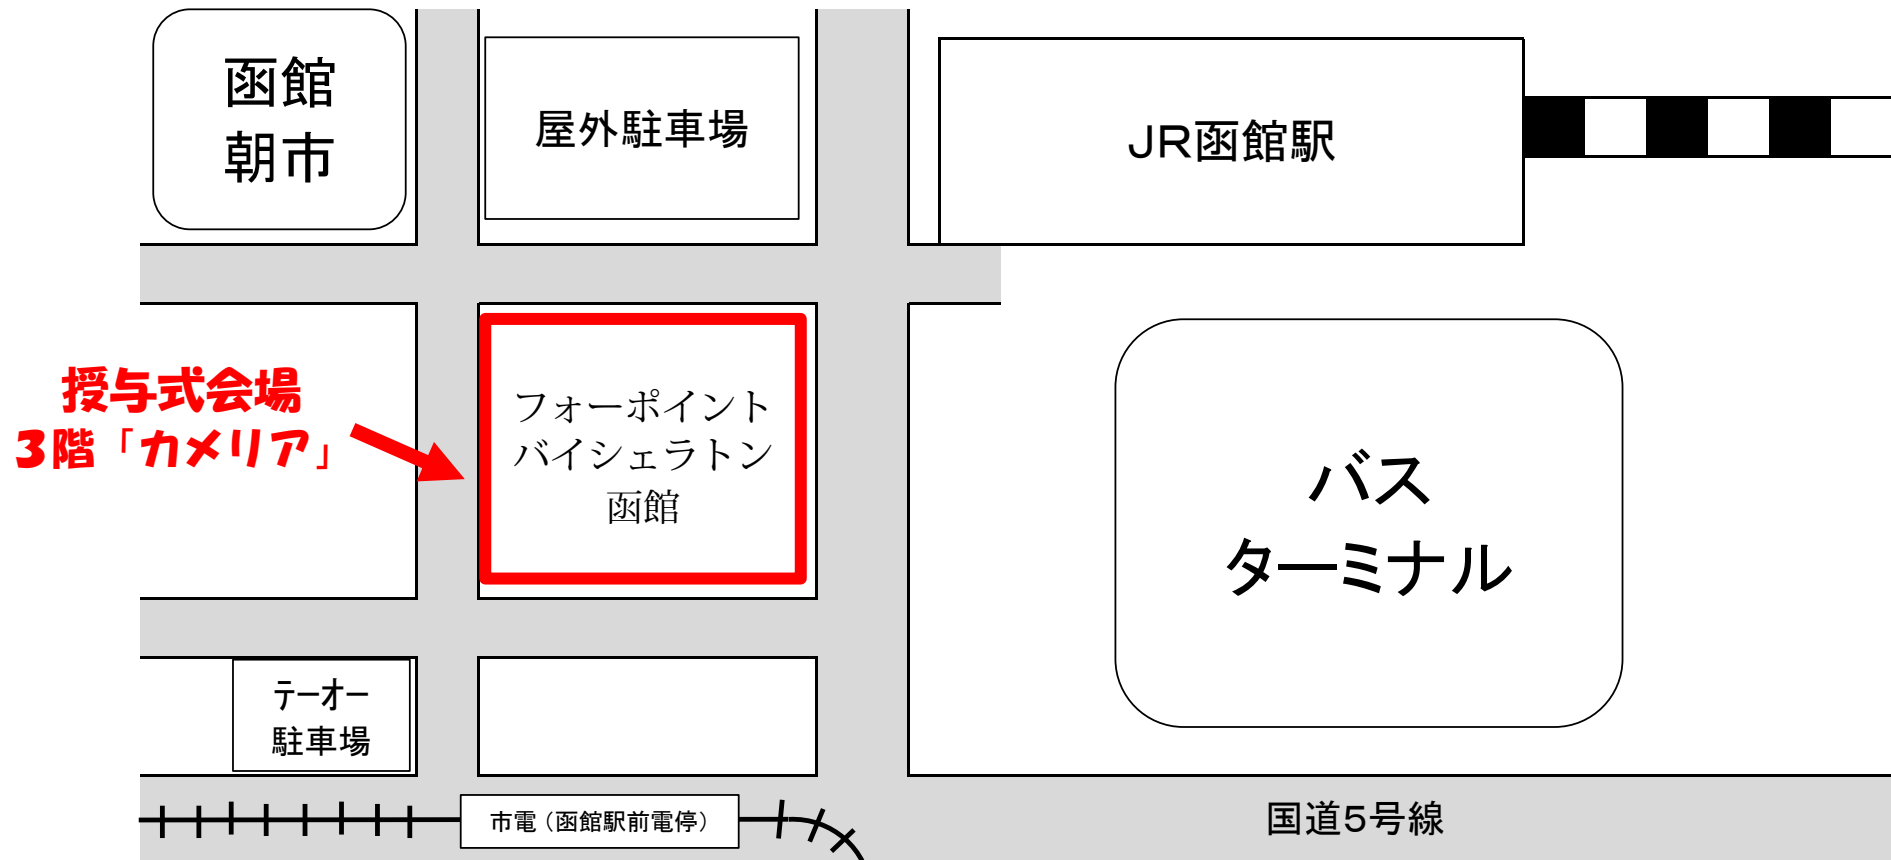 函館
朝市
屋外駐車場
JR函館駅
授与式会場
3階「カメリア」
フォーポイント
バイシェラトン
函館
バス
ターミナル
テーオー
駐車場
市電（函館駅前電停）
国道5号線